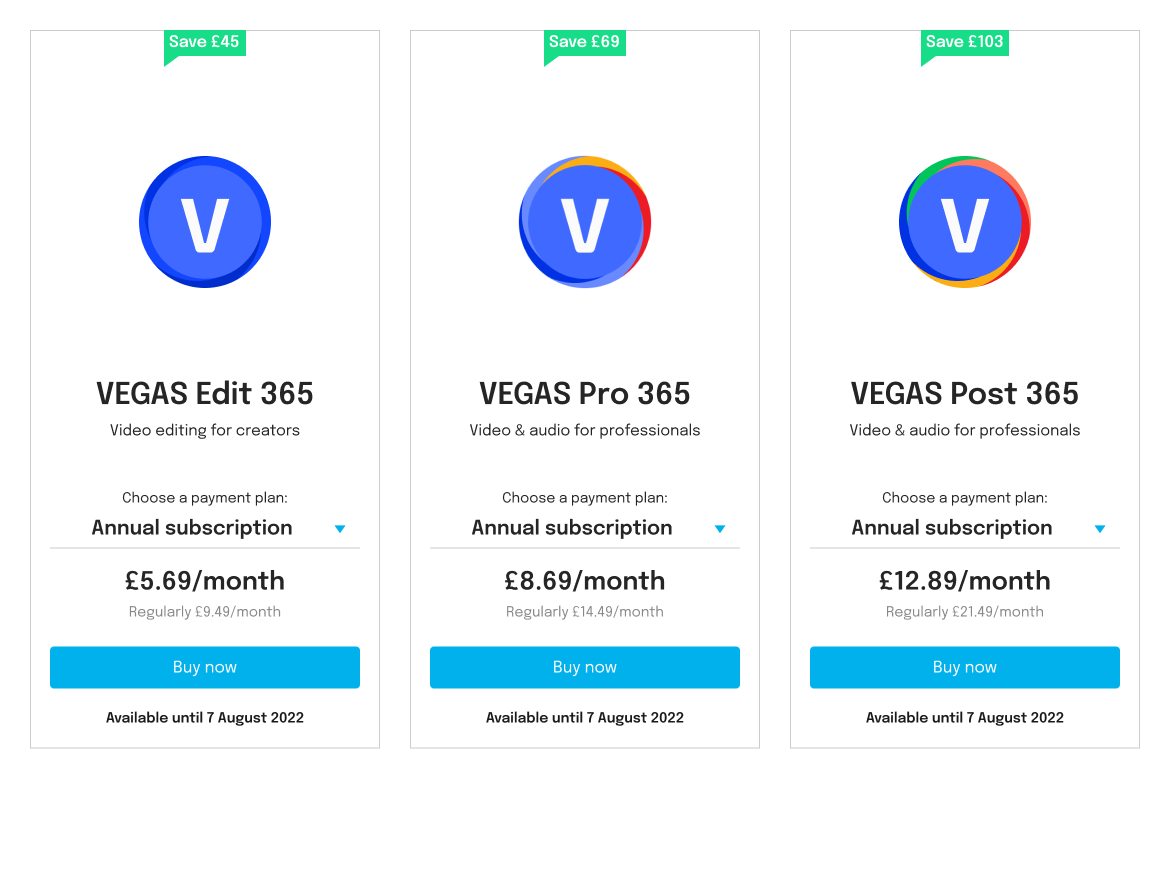 Save £45
V
VEGAS Edit 365
Video editing for creators
Choose a payment plan:
Annual subscription
£5.69/month
Regularly £9.49/month
Buy now
Available until 7 August 2022
Save £69
V
VEGAS Pro 365
Video & audio for professionals
Choose a payment plan:
Annual subscription
£8.69/month
Regularly £14.49/month
Buy now
Available until 7 August 2022
Save £103
V
VEGAS Post 365
Video & audio for professionals
Choose a payment plan:
Annual subscription
£12.89/month
Regularly £21.49/month
Buy now
Available until 7 August 2022